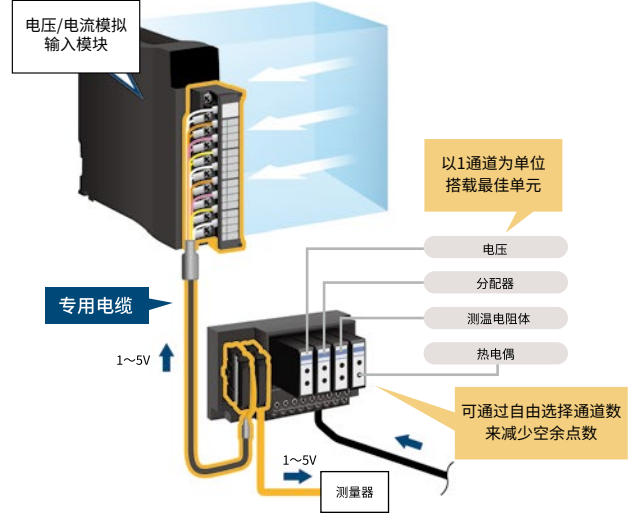 电压/电流模拟
输入模块
以1通道为单位
搭载最佳单元
电压
分配器
测温电阻体
热电偶
专用电缆
1～5V
可通过自由选择通道数
来减少空余点数
1～5V
测量器